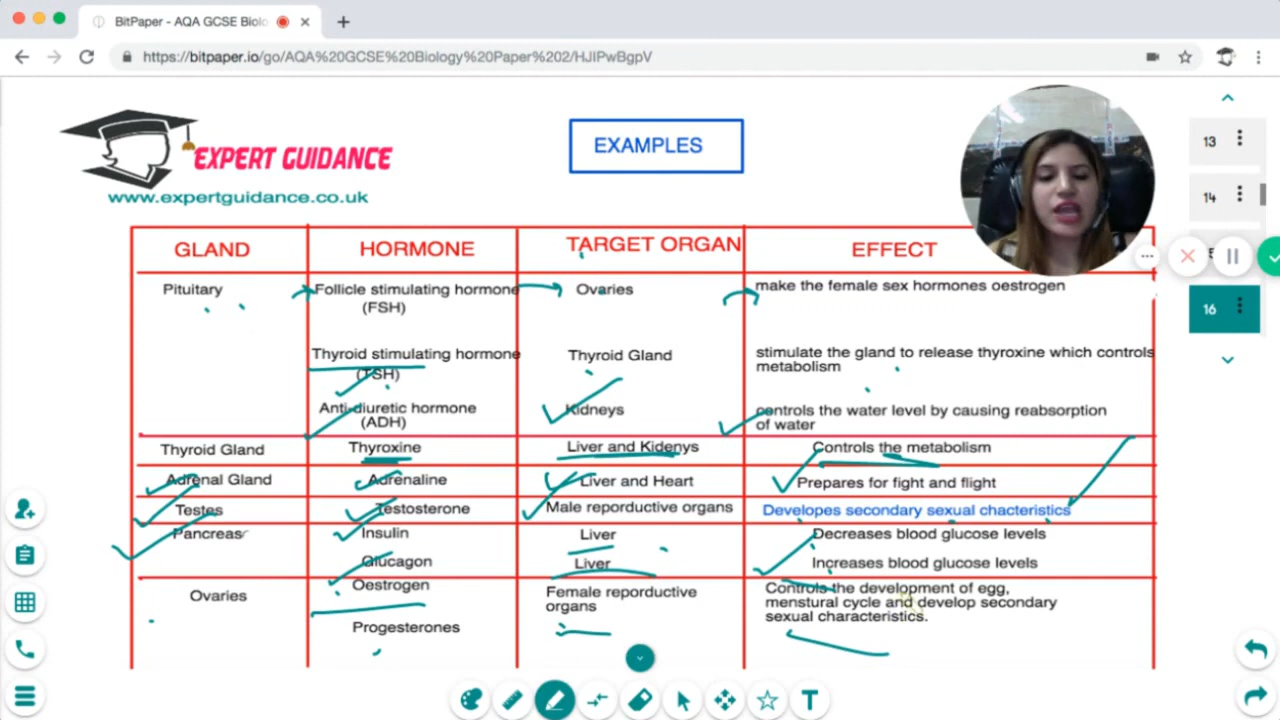 BitPaper - AQA GCSE Biolo
https://bitpaper.io/go/AQA%20GCSE%20Biology%20Paper%202/HJIPwBgpV
EXPERT GUIDANCE
www.expertguidance.co.uk
EXAMPLES
13
14
16
GLAND HORMONE TARGET ORGAN EFFECT
Pituitary Follicle stimulating hormone Ovaries make the female sex hormones oestrogen
(FSH)
Thyroid stimulating hormone Thyroid Gland stimulate the gland to release thyroxine which controls
(TSH) metabolism
Anti-diuretic hormone Kidneys controls the water level by causing reabsorption
(ADH) of water
Thyroid Gland Thyroxine Liver and Kidenys Controls the metabolism
Adrenal Gland Adrenaline Liver and Heart Prepares for fight and flight
Testes Testosterone Male reproductive organs Developes secondary sexual chacteristics
Pancreas Insulin Liver Decreases blood glucose levels
Glucagon Liver Increases blood glucose levels
Ovaries Oestrogen Female reporductive Controls the development of egg,
organs menstural cycle and develop secondary
sexual characteristics.
Progesterones
T